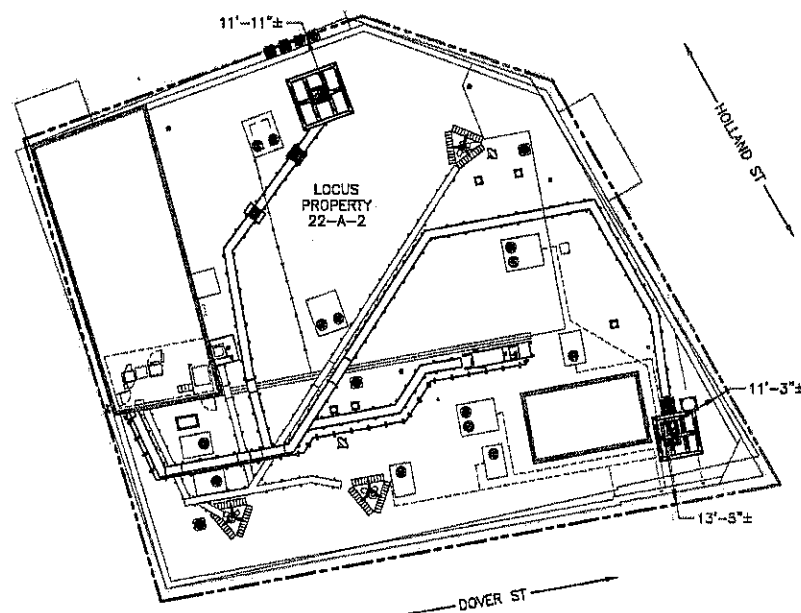 11'-11"±
HOLLAND ST
LOCUS
PROPERTY
22-A-2
11'-3"±
13'-5"±
DOVER ST